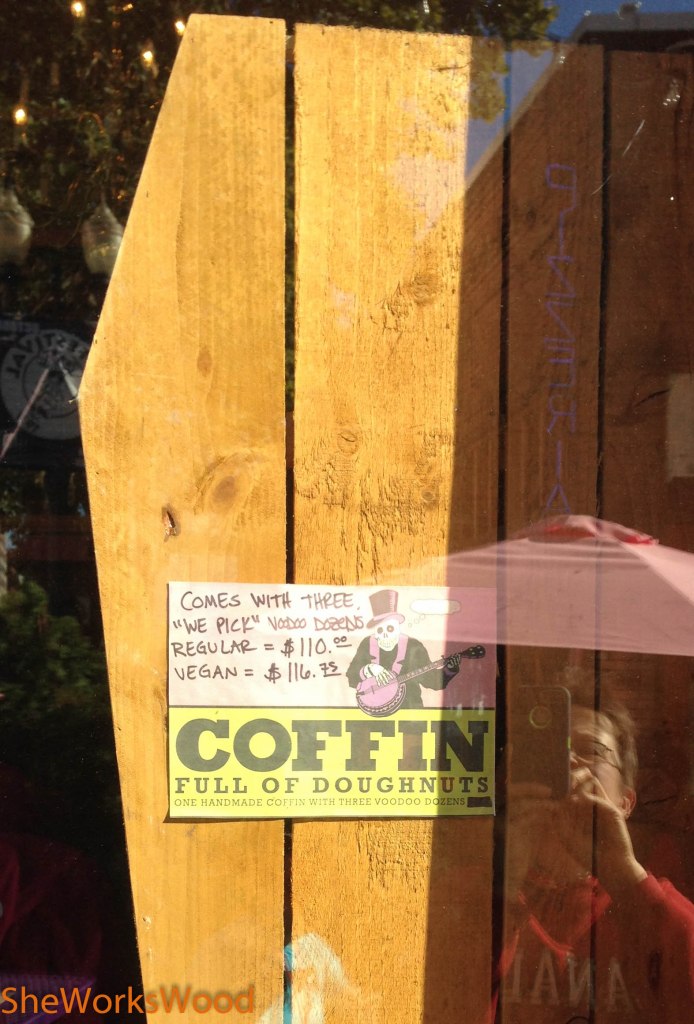 COMES WITH THREE,
"WE PICK" VOODOO DOZENS
REGULAR = $110.00
VEGAN = $116.75
COFFIN
FULL OF DOUGHNUTS
ONE HANDMADE COFFIN WITH THREE VOODOO DOZENS
SheWorksWood